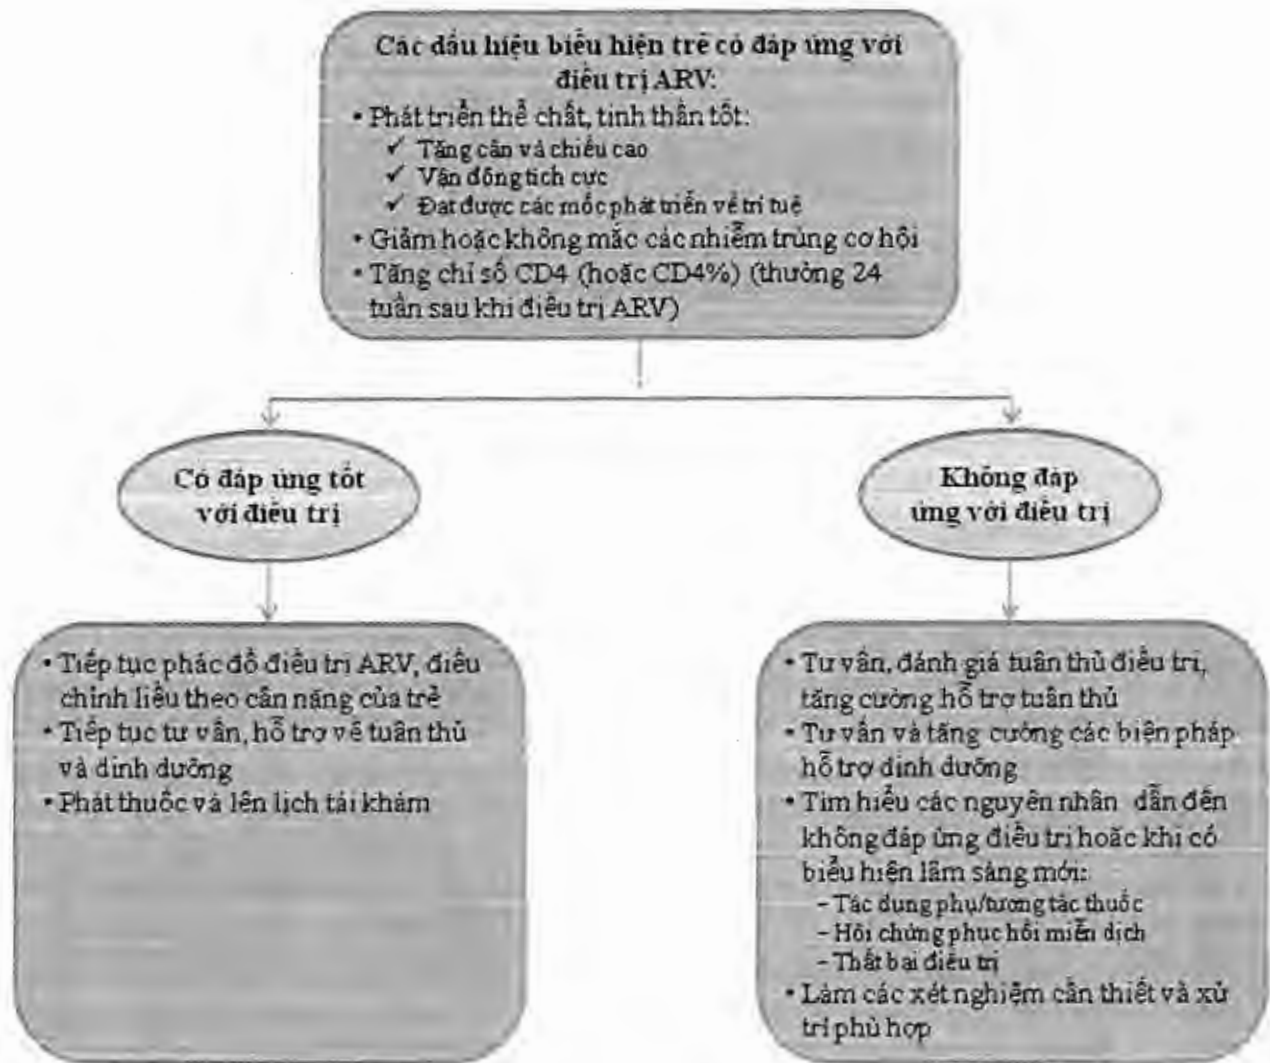 Các dấu hiệu biểu hiện trẻ có đáp ứng với
điều trị ARV:
• Phát triển thể chất, tinh thần tốt:
✓ Tăng cân và chiều cao
✓ Vận động tích cực
✓ Đạt được các mốc phát triển về trí tuệ
• Giảm hoặc không mắc các nhiễm trùng cơ hội
• Tăng chỉ số CD4 (hoặc CD4%) (thường 24
tuần sau khi điều trị ARV)
Có đáp ứng tốt
với điều trị
Không đáp
ứng với điều trị
• Tiếp tục phác đồ điều trị ARV, điều
chỉnh liều theo cân nặng của trẻ
• Tiếp tục tư vấn, hỗ trợ về tuân thủ
và dinh dưỡng
• Phát thuốc và lên lịch tái khám
• Tư vấn, đánh giá tuân thủ điều trị,
tăng cường hỗ trợ tuân thủ
• Tư vấn và tăng cường các biện pháp
hỗ trợ dinh dưỡng
• Tìm hiểu các nguyên nhân dẫn đến
không đáp ứng điều trị hoặc khi có
biểu hiện lâm sàng mới:
- Tác dụng phụ/tương tác thuốc
- Hội chứng phục hồi miễn dịch
- Thất bại điều trị
• Làm các xét nghiệm cần thiết và xử
trí phù hợp